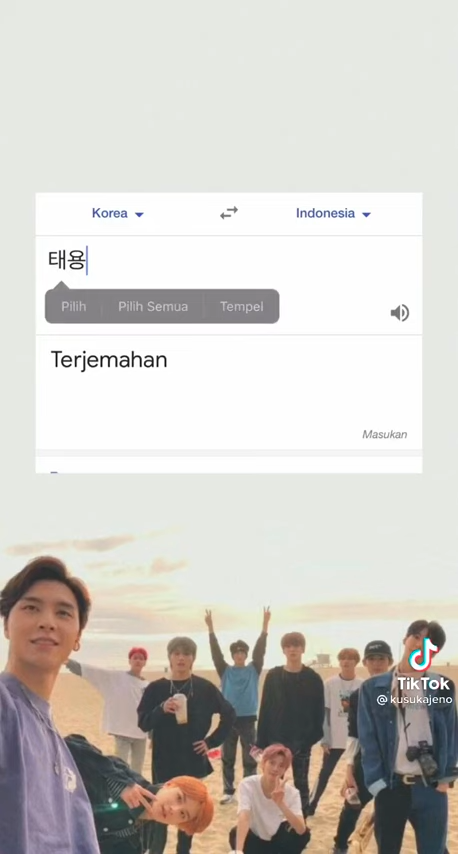 Korea Indonesia
태용
Pilih Pilih Semua Tempel
Terjemahan
Masukan
TikTok
@kusukajeno